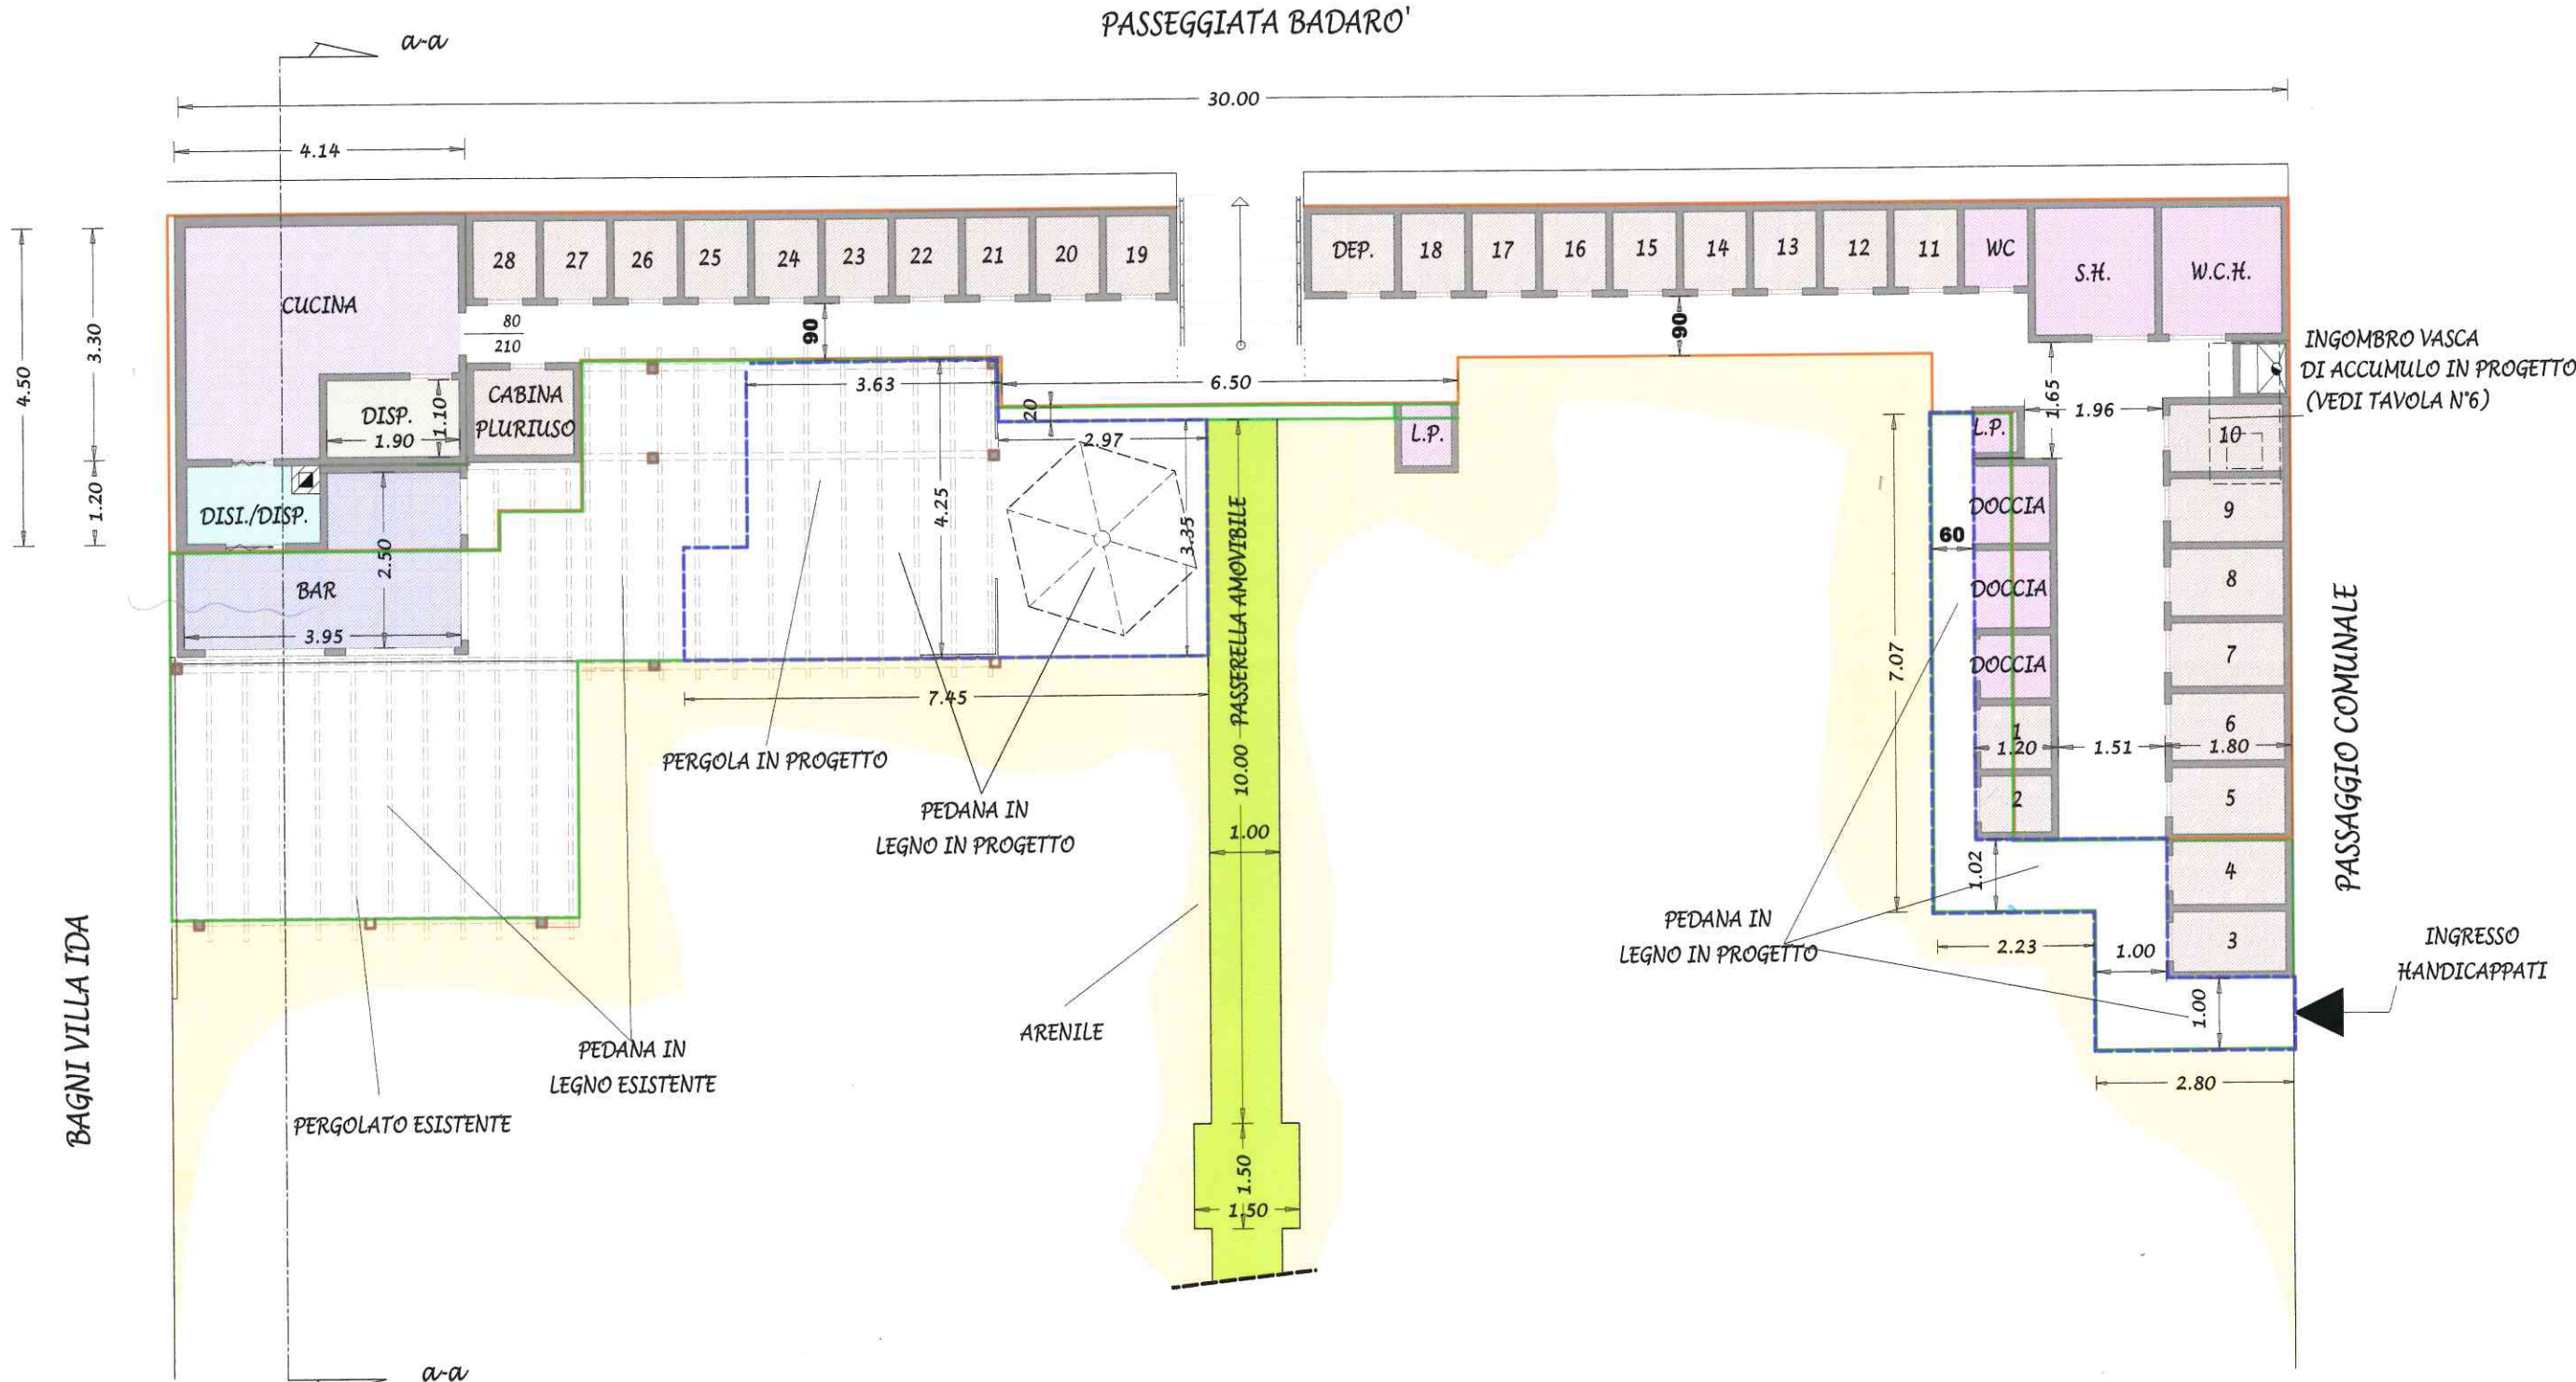 PASSEGGIATA BADARO'
a-a
30.00
4.14
4.50
3.30
1.20
CUCINA
28
27
26
25
24
23
22
21
20
19
DEP.
18
17
16
15
14
13
12
11
WC
S.H.
W.C.H.
80
210
90
90
INGOMBRO VASCA
DI ACCUMULO IN PROGETTO
(VEDI TAVOLA N°6)
DISP.
1.10
1.90
CABINA
PLURIUSO
3.63
6.50
20
2.97
L.P.
1.65
1.96
L.P.
10
DISI./DISP.
2.50
BAR
3.95
4.25
3.35
10.00 PASSERELLA AMOVIBILE
DOCCIA
60
DOCCIA
DOCCIA
9
8
7
7.07
7.45
1
1.20
1.51
6
1.80
2
5
PERGOLA IN PROGETTO
PEDANA IN
LEGNO IN PROGETTO
1.00
1.02
4
3
PASSAGGIO COMUNALE
PEDANA IN
LEGNO IN PROGETTO
2.23
1.00
1.00
INGRESSO
HANDICAPPATI
2.80
BAGNI VILLA IDA
ARENILE
PEDANA IN
LEGNO ESISTENTE
PERGOLATO ESISTENTE
1.50
1.50
a-a